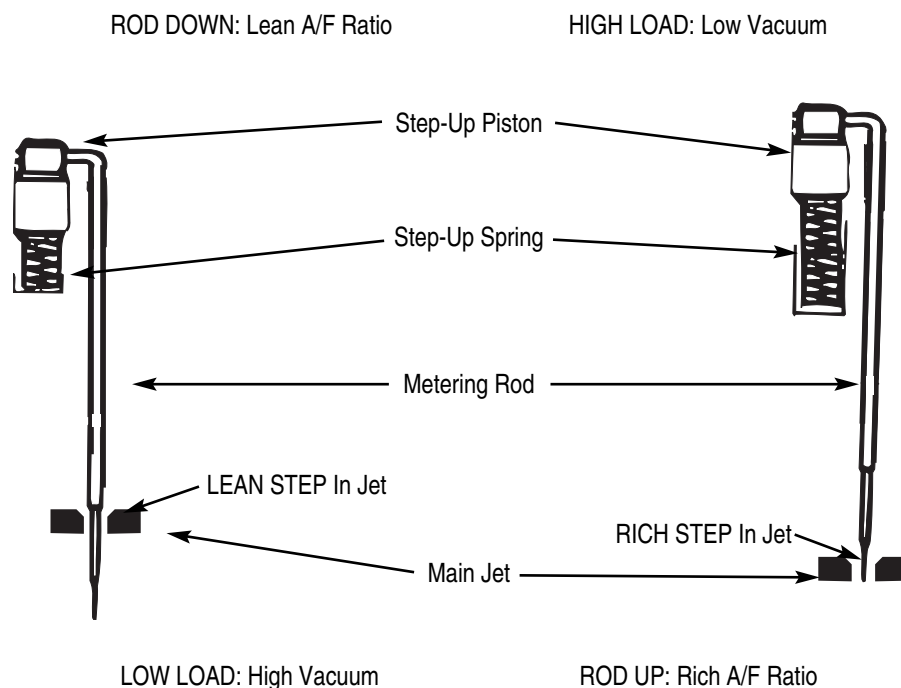 ROD DOWN: Lean A/F Ratio
HIGH LOAD: Low Vacuum
Step-Up Piston
Step-Up Spring
Metering Rod
LEAN STEP In Jet
RICH STEP In Jet
Main Jet
LOW LOAD: High Vacuum
ROD UP: Rich A/F Ratio